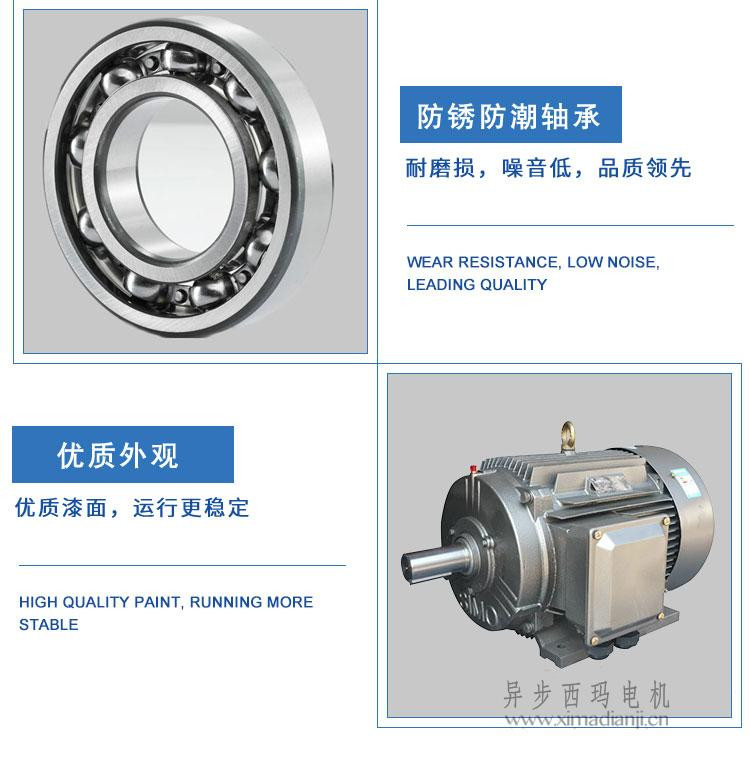 防锈防潮轴承
耐磨损，噪音低，品质领先
WEAR RESISTANCE, LOW NOISE,
LEADING QUALITY
优质外观
优质漆面，运行更稳定
HIGH QUALITY PAINT, RUNNING MORE
STABLE
异步西玛电机
www.ximadianji.cn